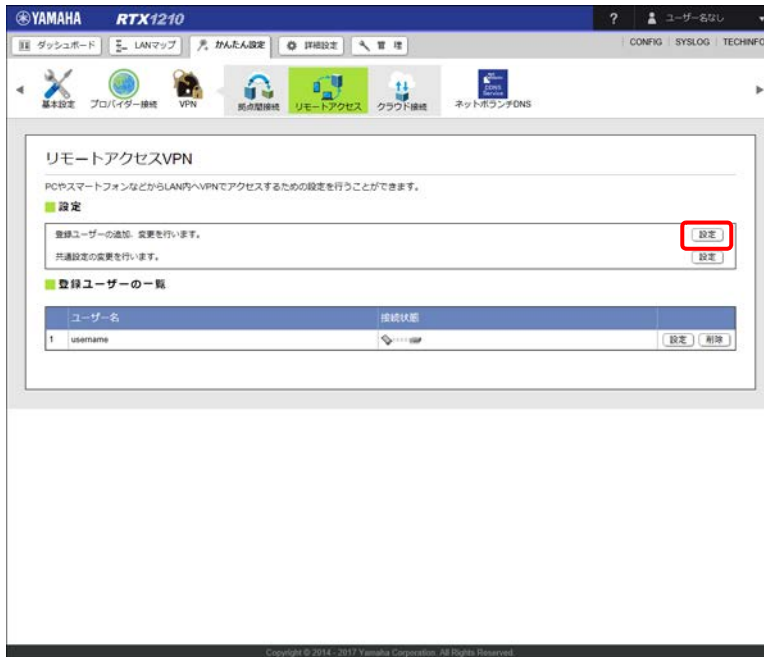 YAMAHA RTX1210 ? ユーザー名なし
ダッシュボード LANマップ かんたん設定 詳細設定 管理 CONFIG SYSLOG TECHINFO
基本設定 プロバイダー接続 VPN 拠点間接続 リモートアクセス クラウド接続 DDNS Service ネットボランチDNS
リモートアクセスVPN
PCやスマートフォンなどからLAN内へVPNでアクセスするための設定を行うことができます。
設定
登録ユーザーの追加、変更を行います。 設定
共通設定の変更を行います。 設定
登録ユーザーの一覧
ユーザー名 接続状態
1 username 設定 削除
Copyright © 2014 - 2017 Yamaha Corporation. All Rights Reserved.